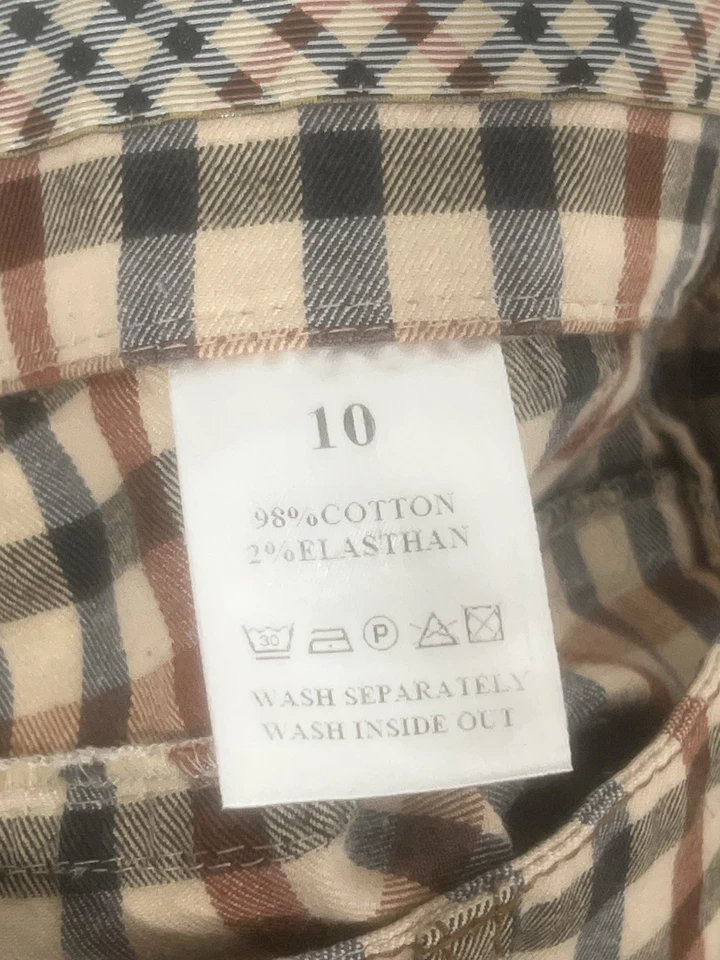 10
98%COTTON
2%ELASTHAN
30 P
WASH SEPARATELY
WASH INSIDE OUT